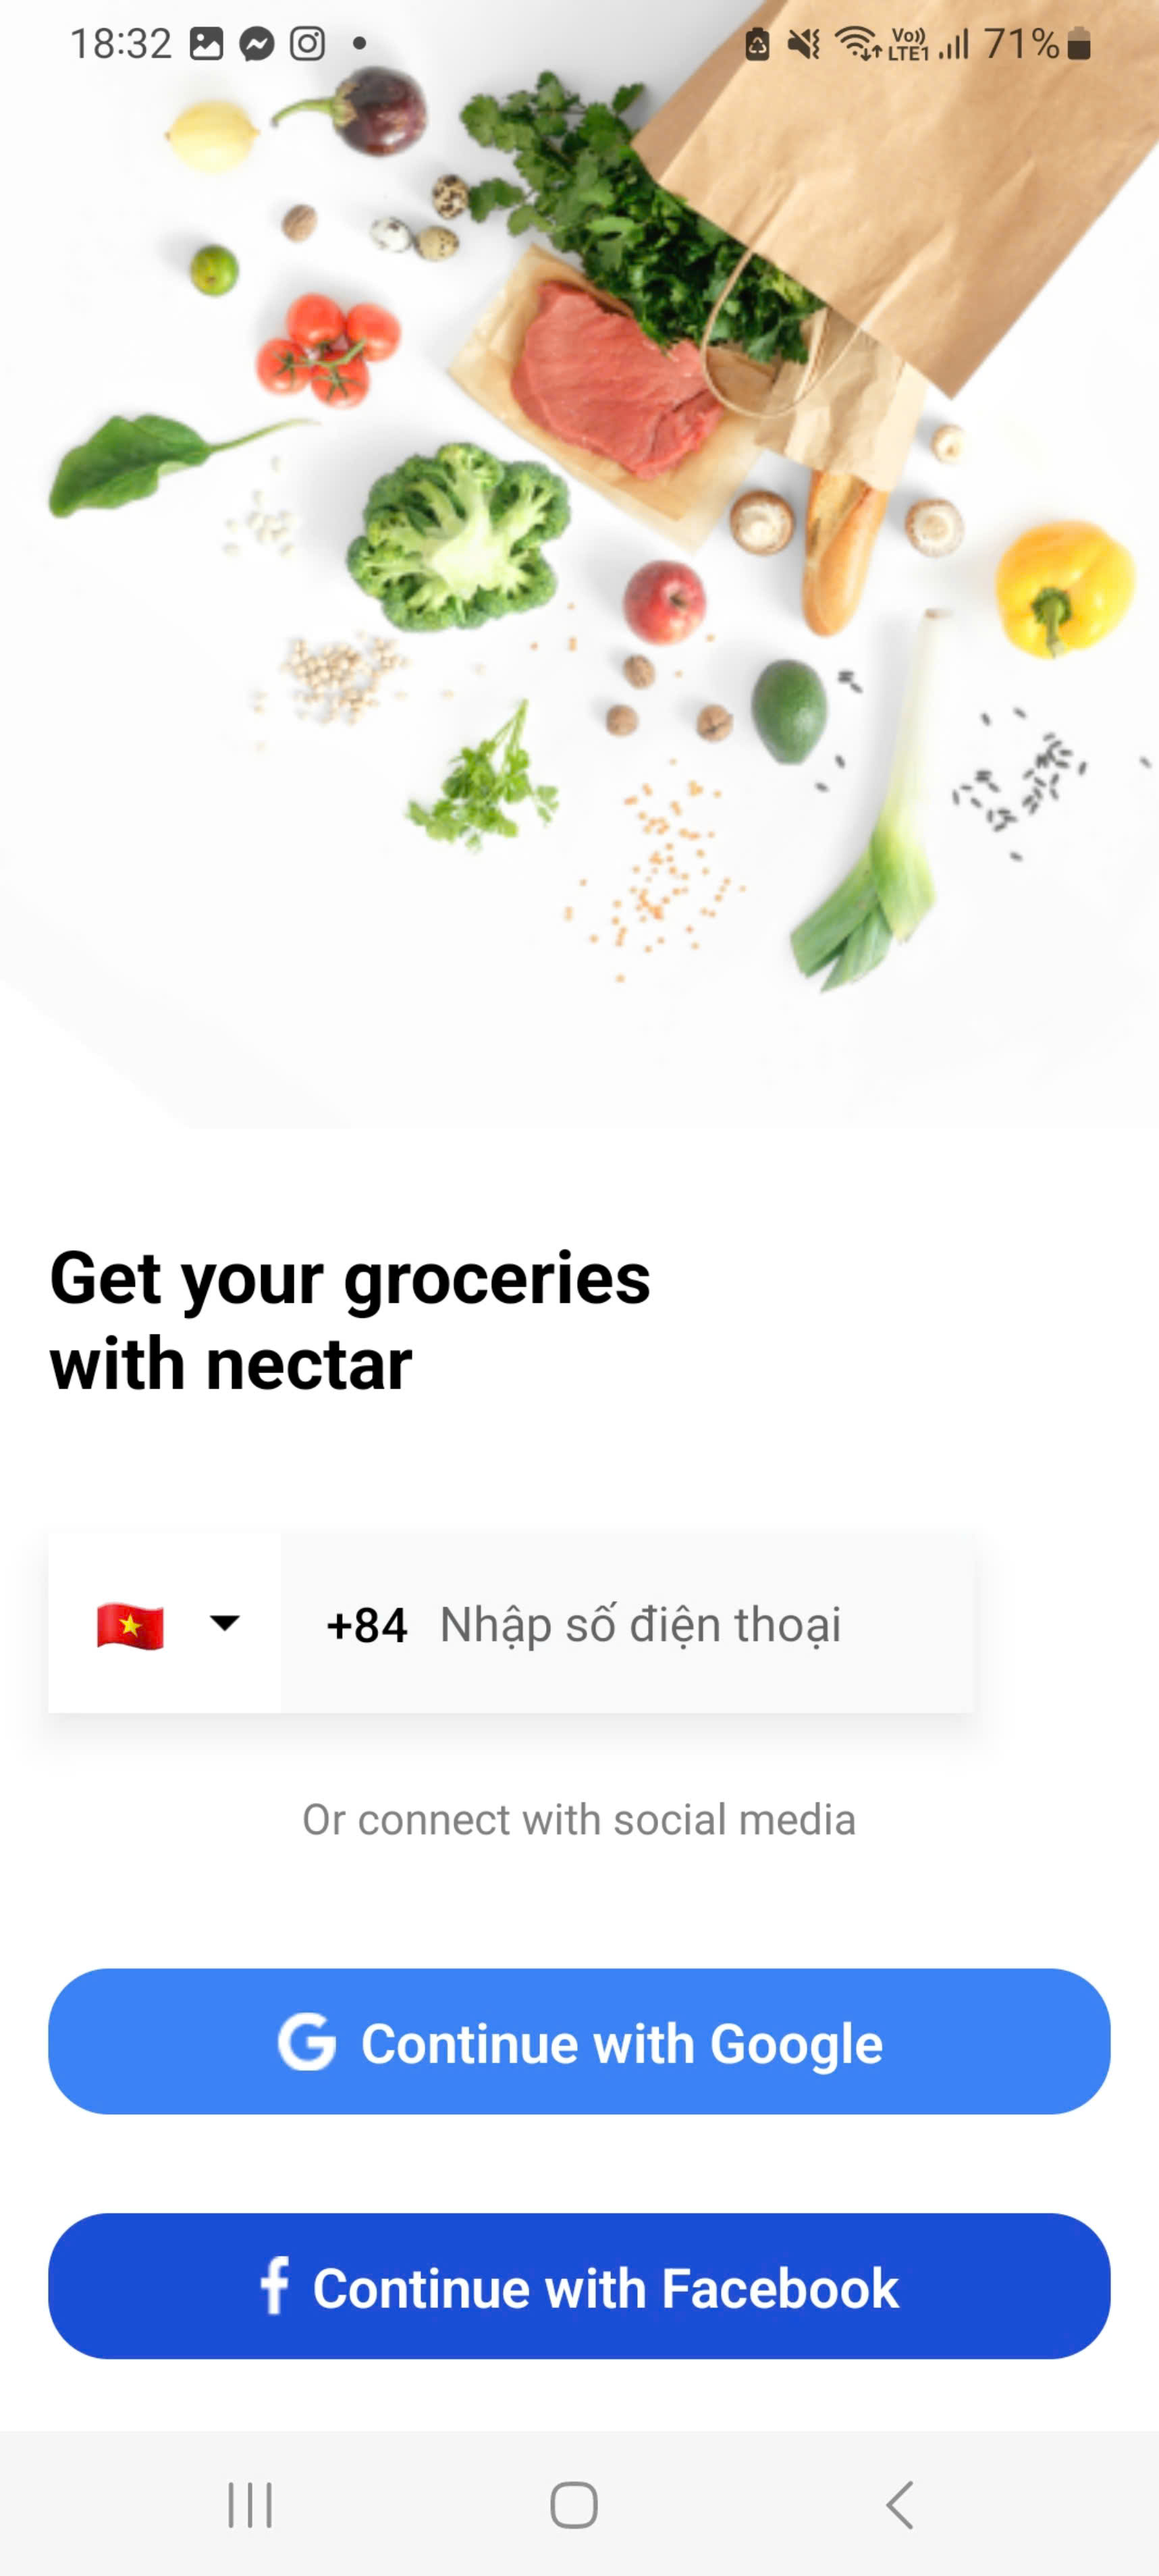 18:32 Vo)) LTE1 71%
Get your groceries
with nectar
+84 Nhập số điện thoại
Or connect with social media
G Continue with Google
f Continue with Facebook